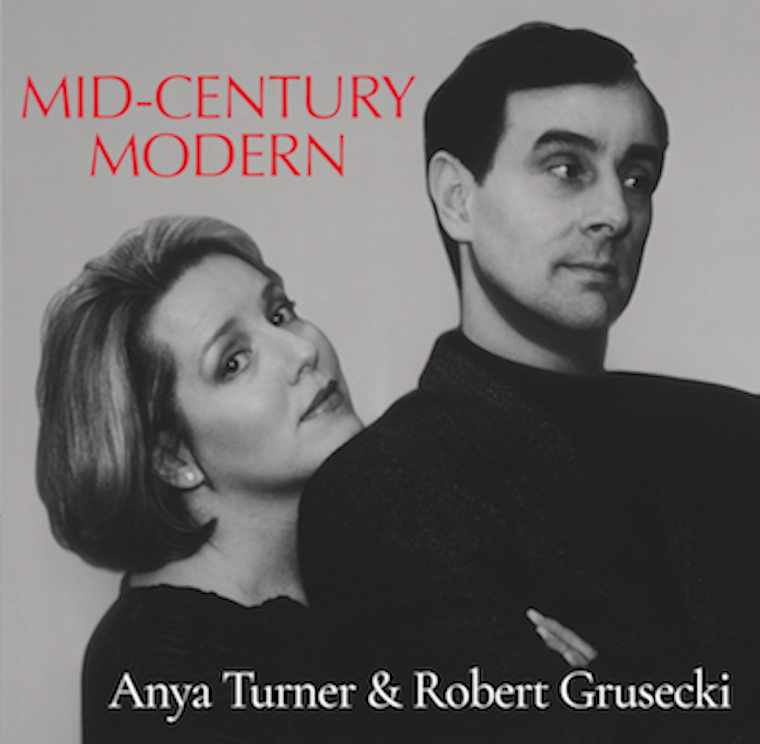 MID-CENTURY
MODERN
Anya Turner & Robert Grusecki